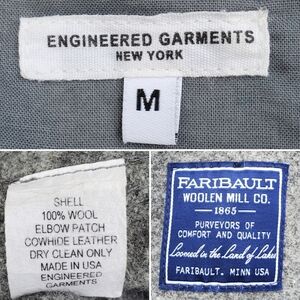 ENGINEERED GARMENTS
NEW YORK
M
SHELL
100% WOOL
ELBOW PATCH
COWHIDE LEATHER
DRY CLEAN ONLY
MADE IN USA
ENGINEERED
GARMENTS
FARIBAULT
WOOLEN MILL CO.
1865
PURVEYORS OF
COMFORT AND QUALITY
Loomed in the Land of Lakes
FARIBAULT, MINN USA